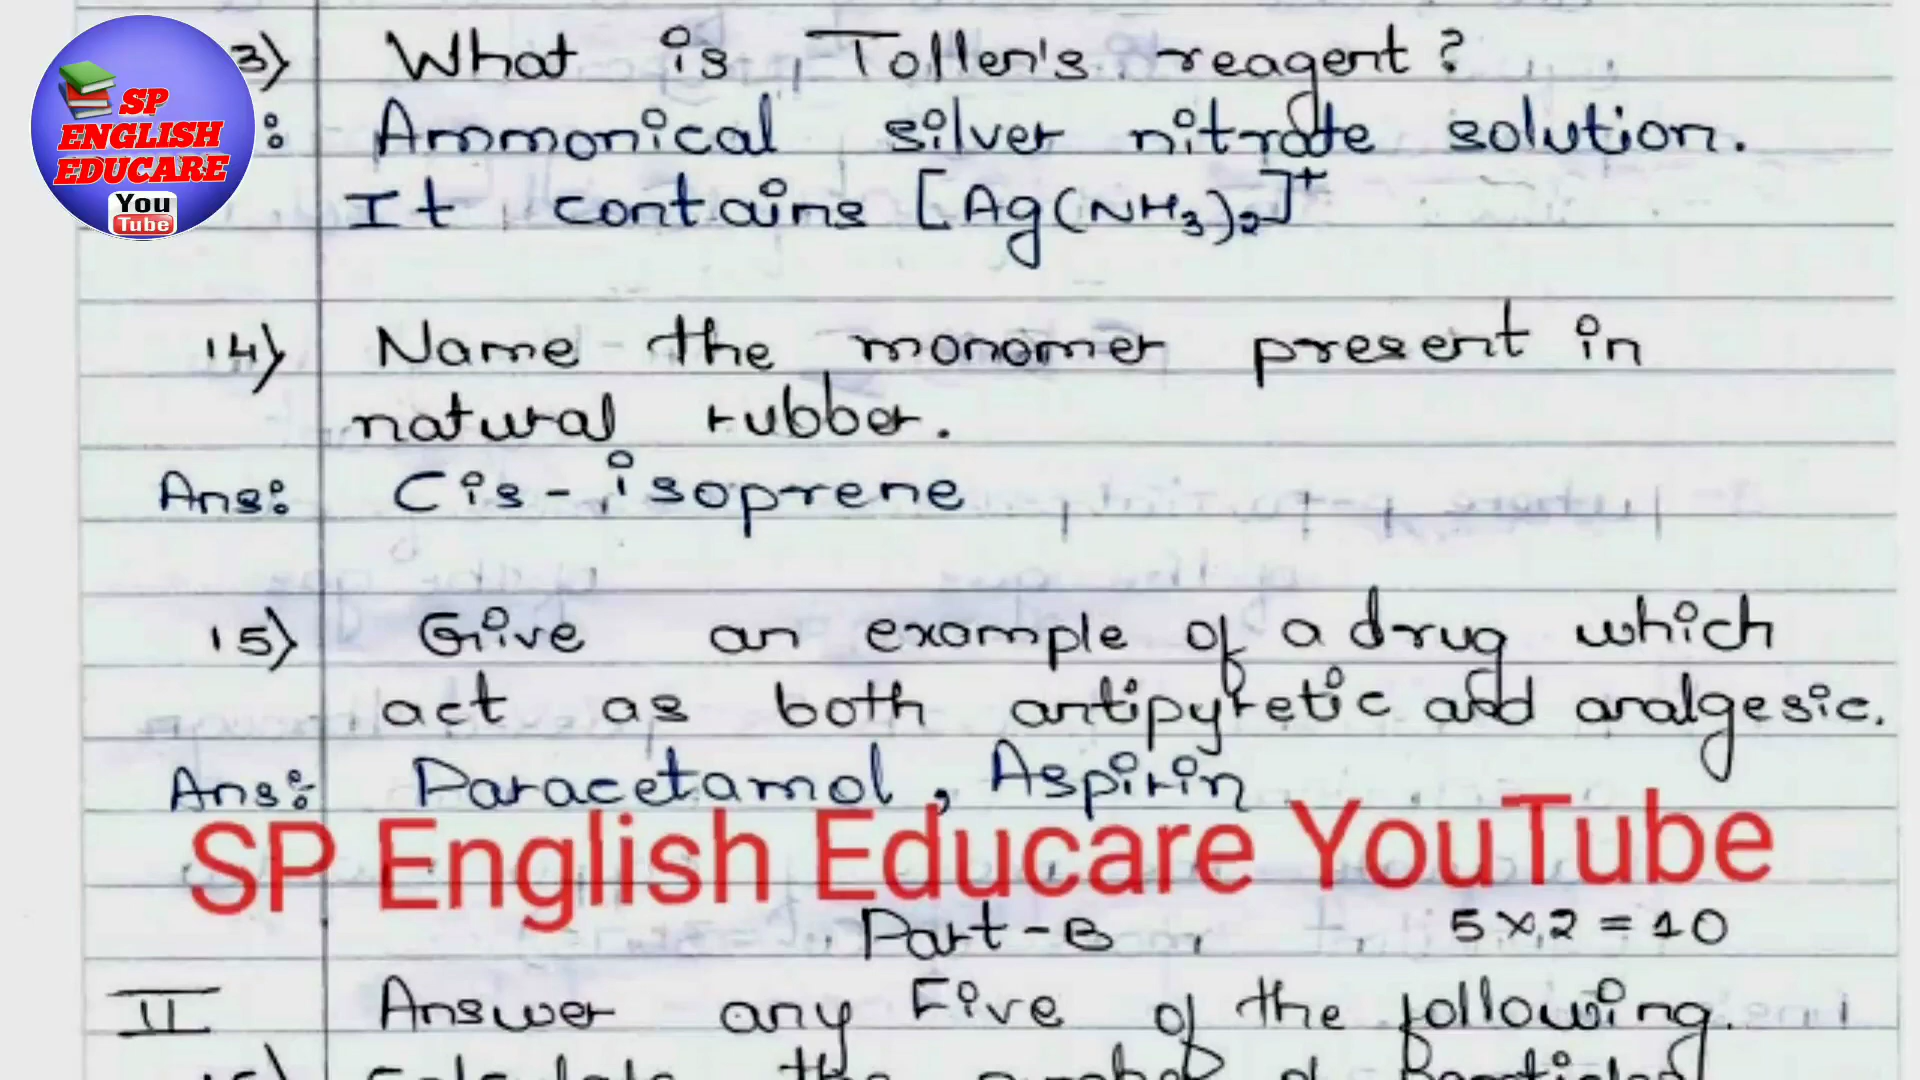 SP
ENGLISH
EDUCARE
You
Tube
3) What is Tollen's reagent?
: Ammonical silver nitrate solution.
It contains [Ag(NH₃)₂]⁺
14) Name the monomer present in
natural rubber.
Ans: Cis-isoprene
15) Give an example of a drug which
act as both antipyretic and analgesic.
Ans: Paracetamol, Aspirin
SP English Educare YouTube
Part-B 5×2=10
II Answer any Five of the following.
the